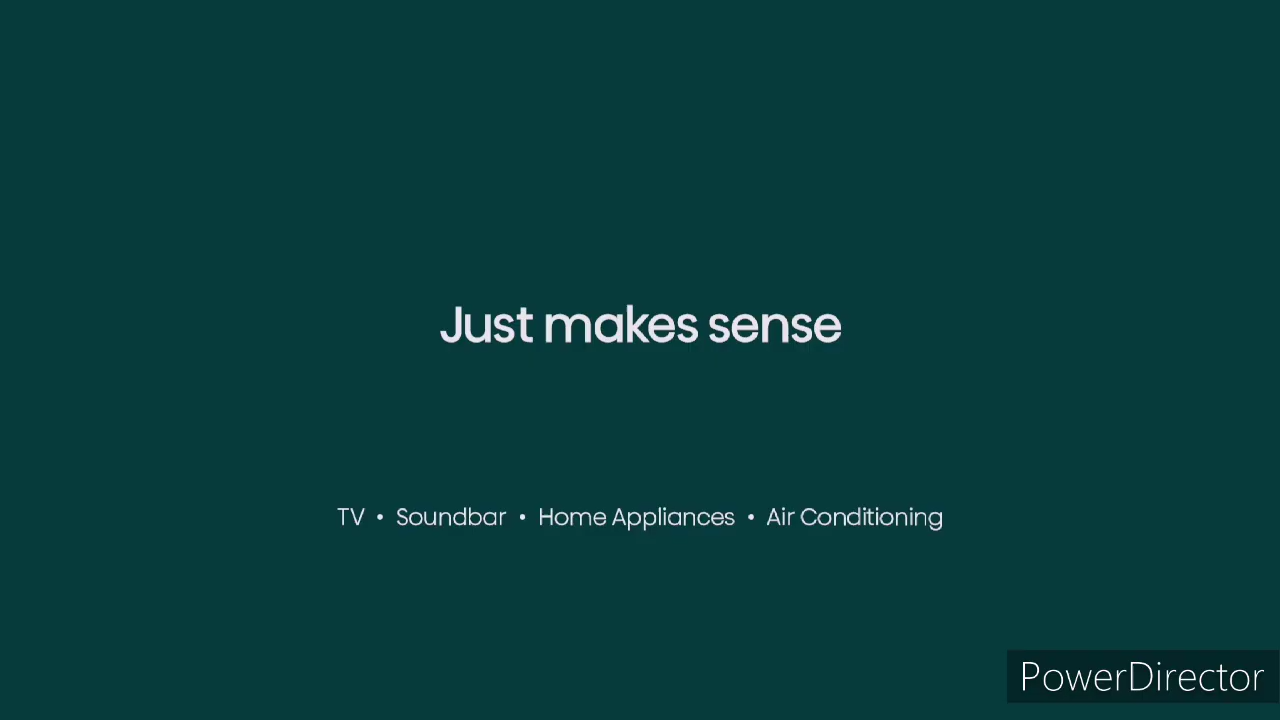 Just makes sense
TV • Soundbar • Home Appliances • Air Conditioning
PowerDirector